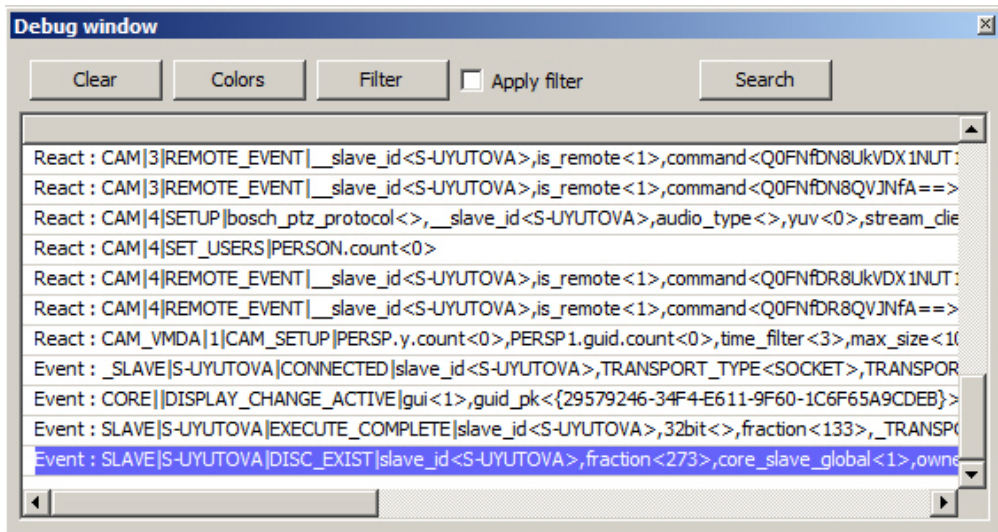 Debug window
Clear Colors Filter Apply filter Search
React : CAM|3|REMOTE_EVENT|__slave_id<S-UYUTOVA>,is_remote<1>,command<Q0FNfDN8UkVDX1NUT1
React : CAM|3|REMOTE_EVENT|__slave_id<S-UYUTOVA>,is_remote<1>,command<Q0FNfDN8QVJNfA==>
React : CAM|4|SETUP|bosch_ptz_protocol<>,__slave_id<S-UYUTOVA>,audio_type<>,yuv<0>,stream_clie
React : CAM|4|SET_USERS|PERSON.count<0>
React : CAM|4|REMOTE_EVENT|__slave_id<S-UYUTOVA>,is_remote<1>,command<Q0FNfDR8UkVDX1NUT1
React : CAM|4|REMOTE_EVENT|__slave_id<S-UYUTOVA>,is_remote<1>,command<Q0FNfDR8QVJNfA==>
React : CAM_VMDA|1|CAM_SETUP|PERSP.y.count<0>,PERSP1.guid.count<0>,time_filter<3>,max_size<10
Event : _SLAVE|S-UYUTOVA|CONNECTED|slave_id<S-UYUTOVA>,TRANSPORT_TYPE<SOCKET>,TRANSPOR
Event : CORE||DISPLAY_CHANGE_ACTIVE|gui<1>,guid_pk<{29579246-34F4-E611-9F60-1C6F65A9CDEB}>
Event : SLAVE|S-UYUTOVA|EXECUTE_COMPLETE|slave_id<S-UYUTOVA>,32bit<>,fraction<133>,_TRANSP
Event : SLAVE|S-UYUTOVA|DISC_EXIST|slave_id<S-UYUTOVA>,fraction<273>,core_slave_global<1>,owne